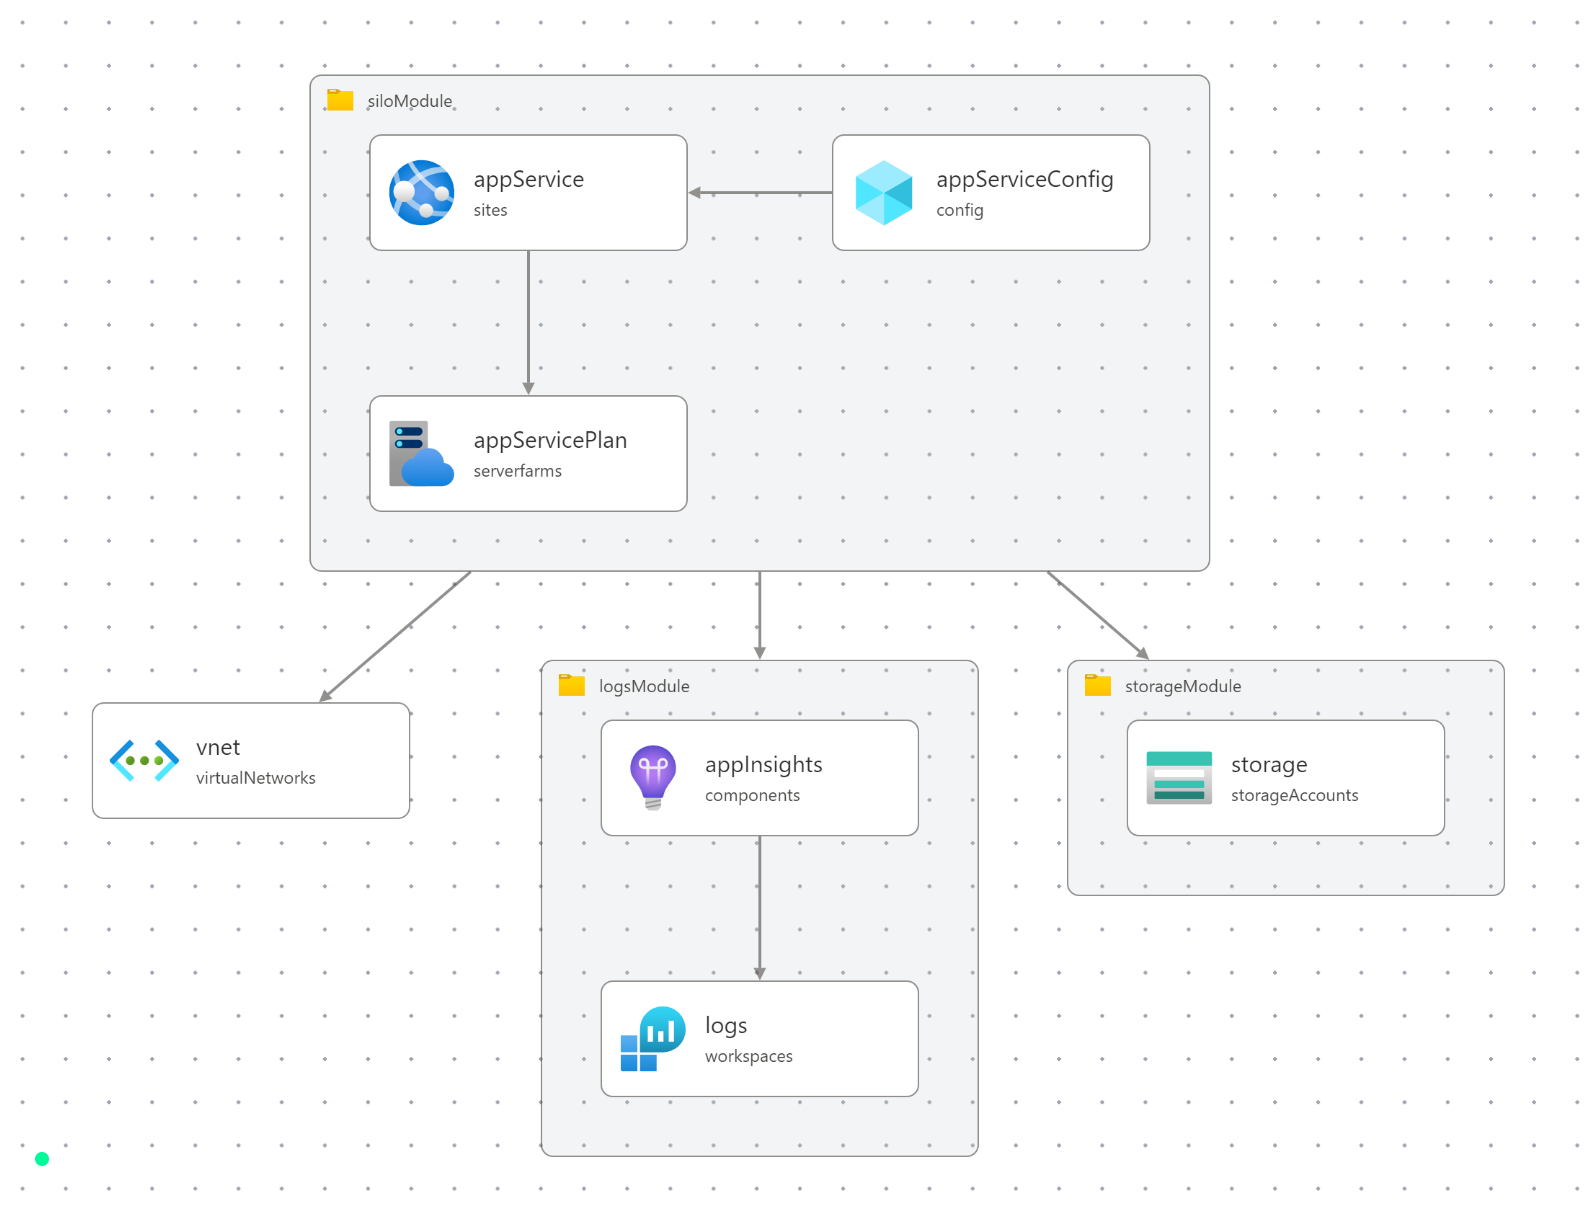 siloModule
appService
sites
appServiceConfig
config
appServicePlan
serverfarms
vnet
virtualNetworks
logsModule
appInsights
components
logs
workspaces
storageModule
storage
storageAccounts